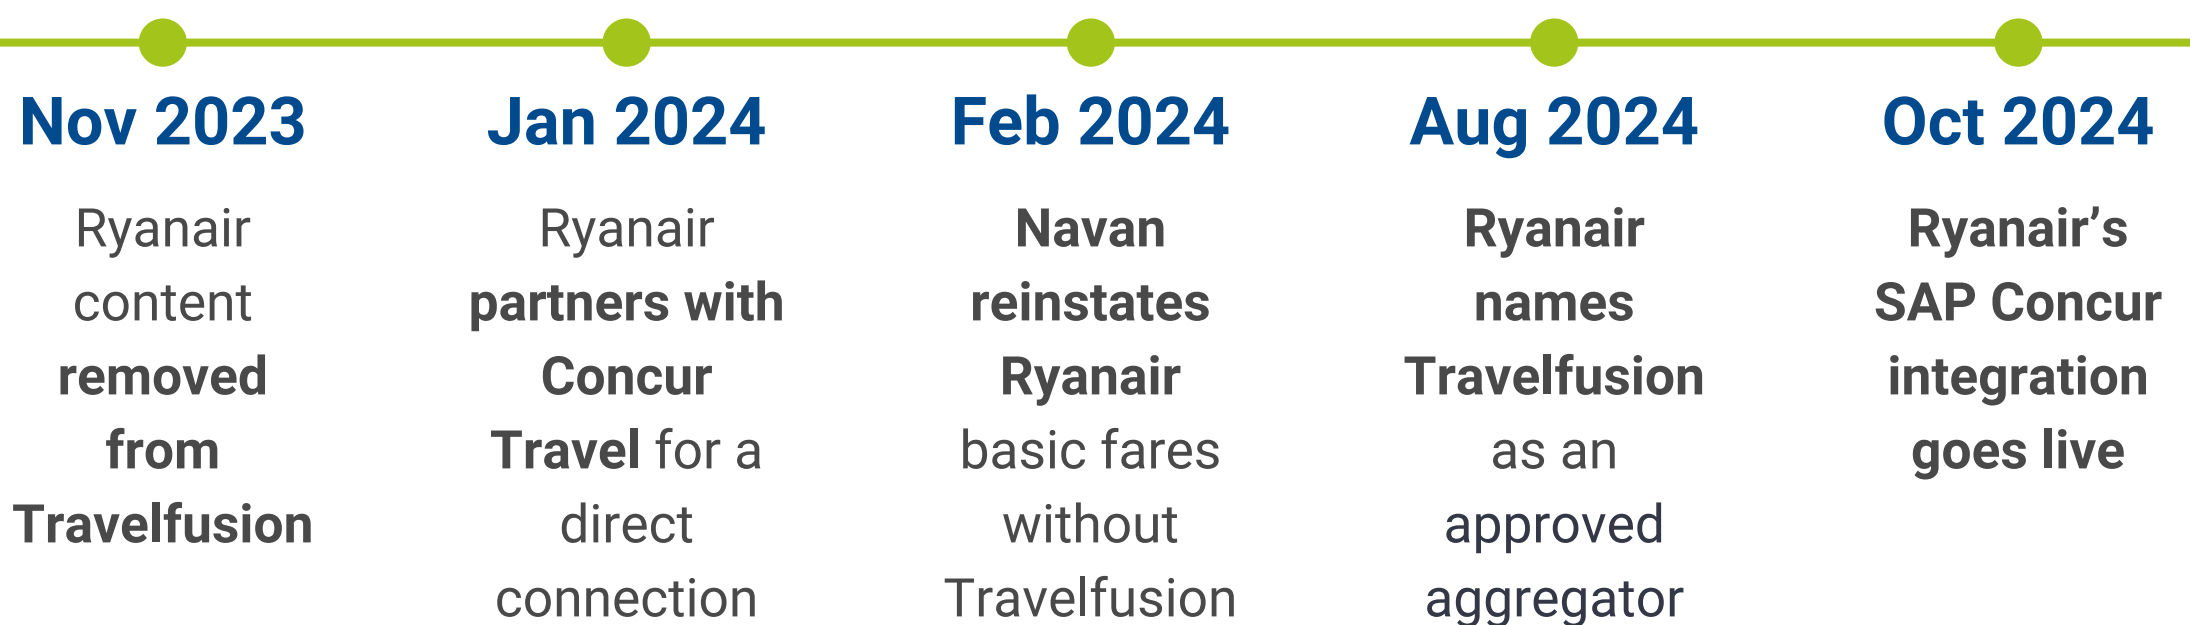 Nov 2023
Ryanair
content
removed
from
Travelfusion
Jan 2024
Ryanair
partners with
Concur
Travel for a
direct
connection
Feb 2024
Navan
reinstates
Ryanair
basic fares
without
Travelfusion
Aug 2024
Ryanair
names
Travelfusion
as an
approved
aggregator
Oct 2024
Ryanair’s
SAP Concur
integration
goes live